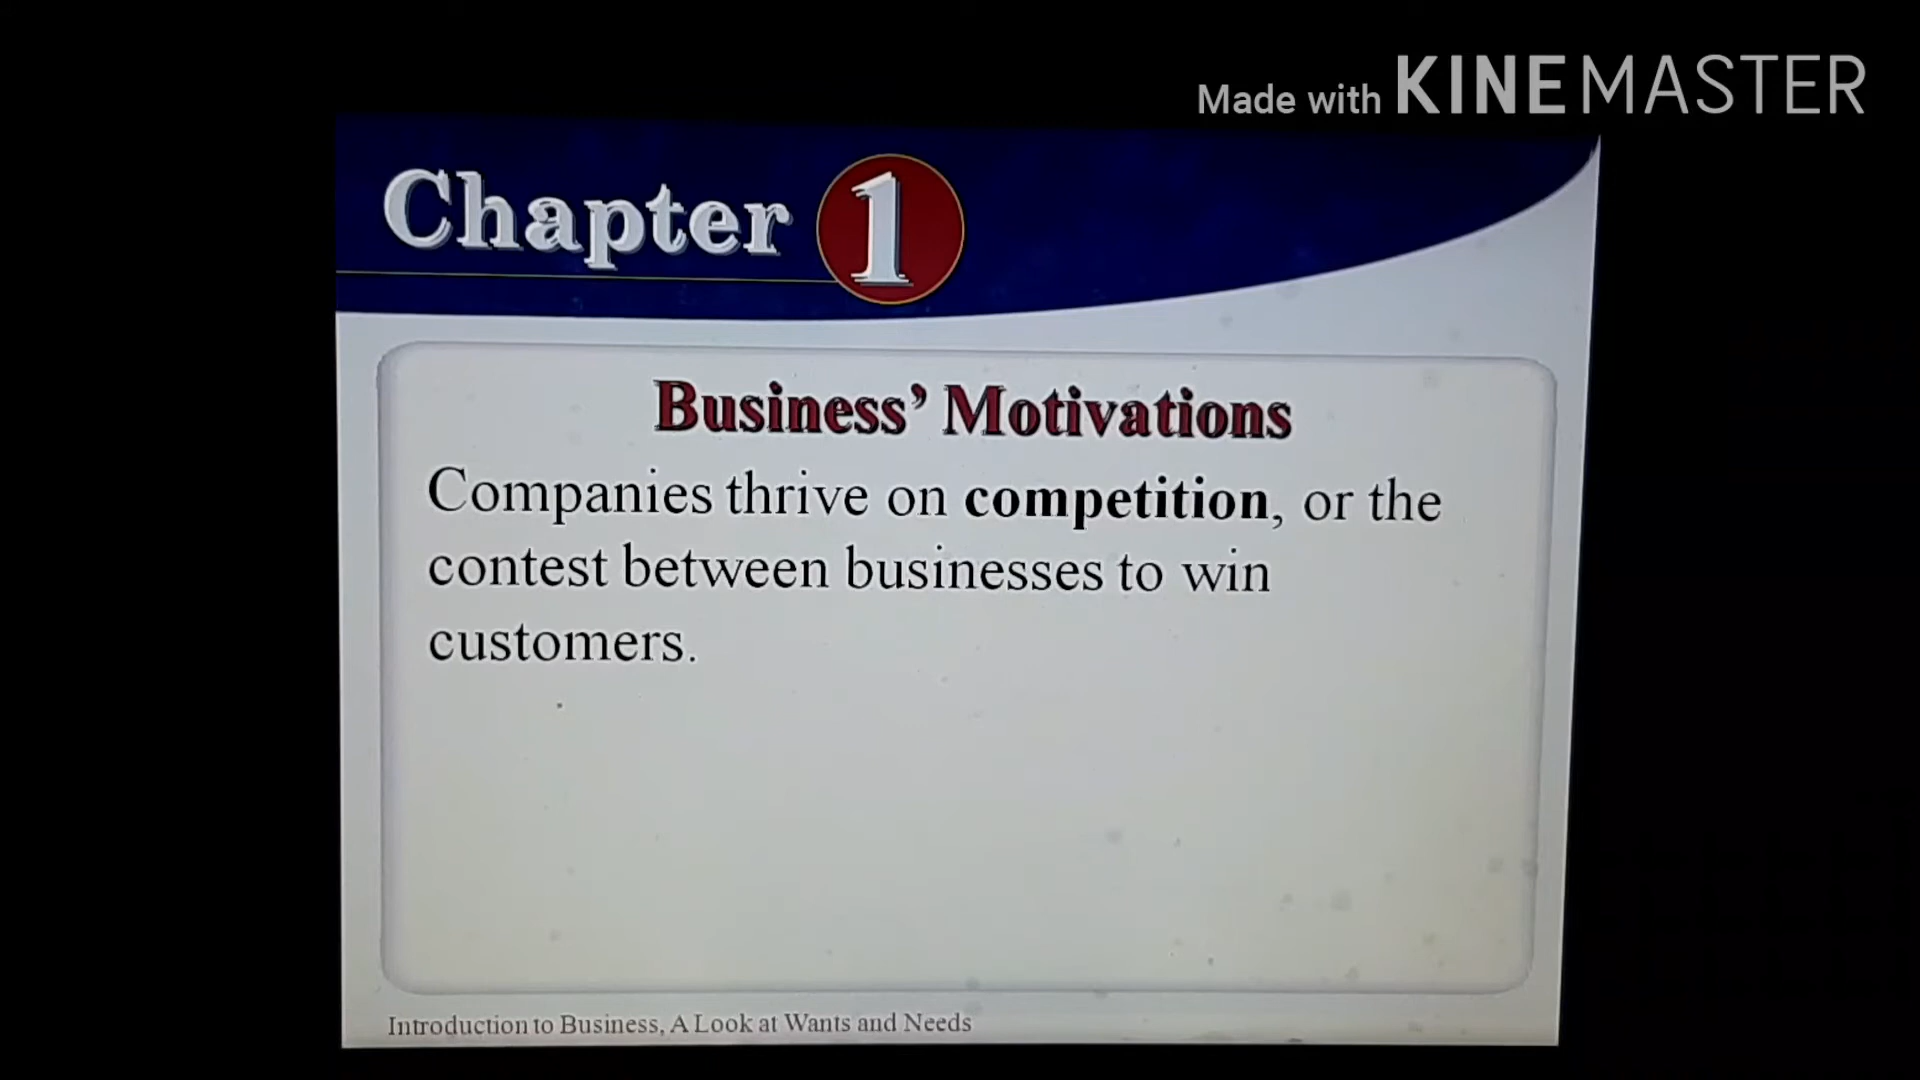 Made with KINEMASTER
Chapter 1
Business’ Motivations
Companies thrive on competition, or the
contest between businesses to win
customers.
Introduction to Business, A Look at Wants and Needs